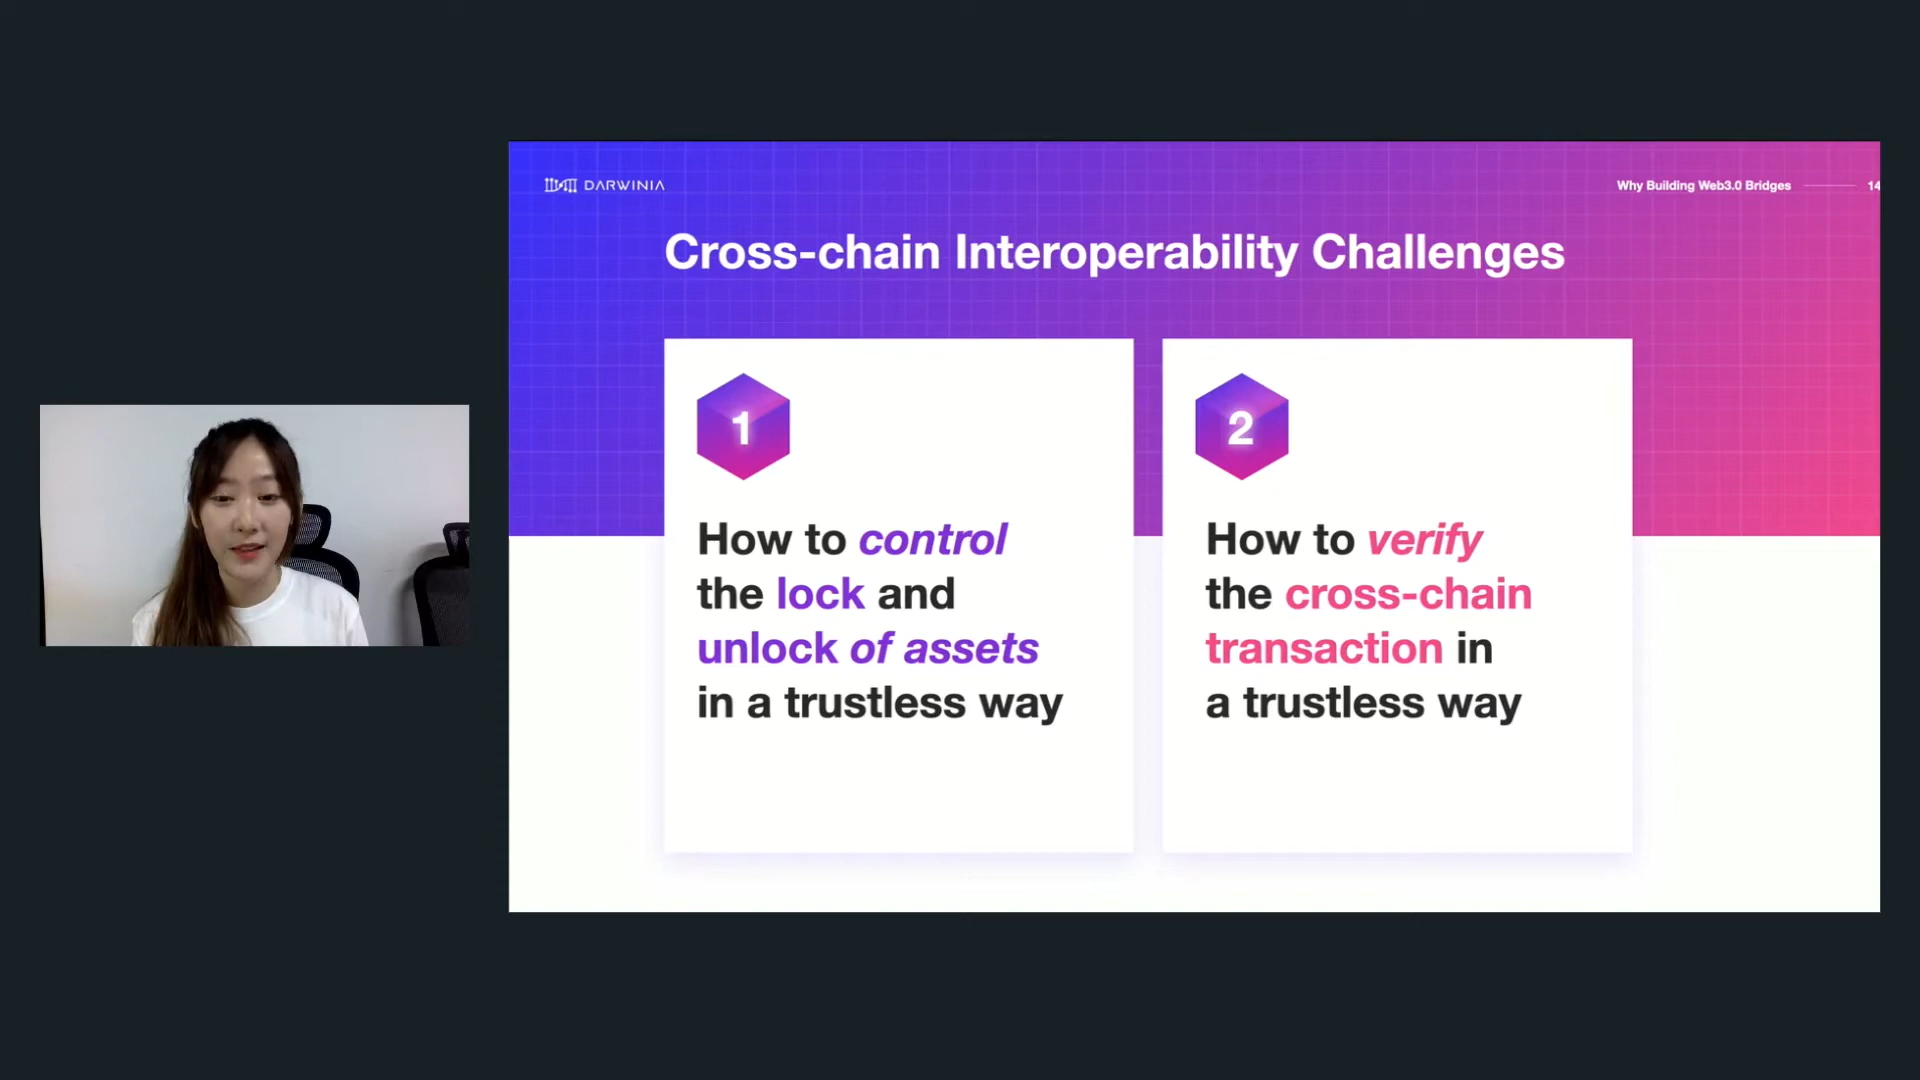 DARWINIA
Why Building Web3.0 Bridges
14
Cross-chain Interoperability Challenges
1
How to control
the lock and
unlock of assets
in a trustless way
2
How to verify
the cross-chain
transaction in
a trustless way